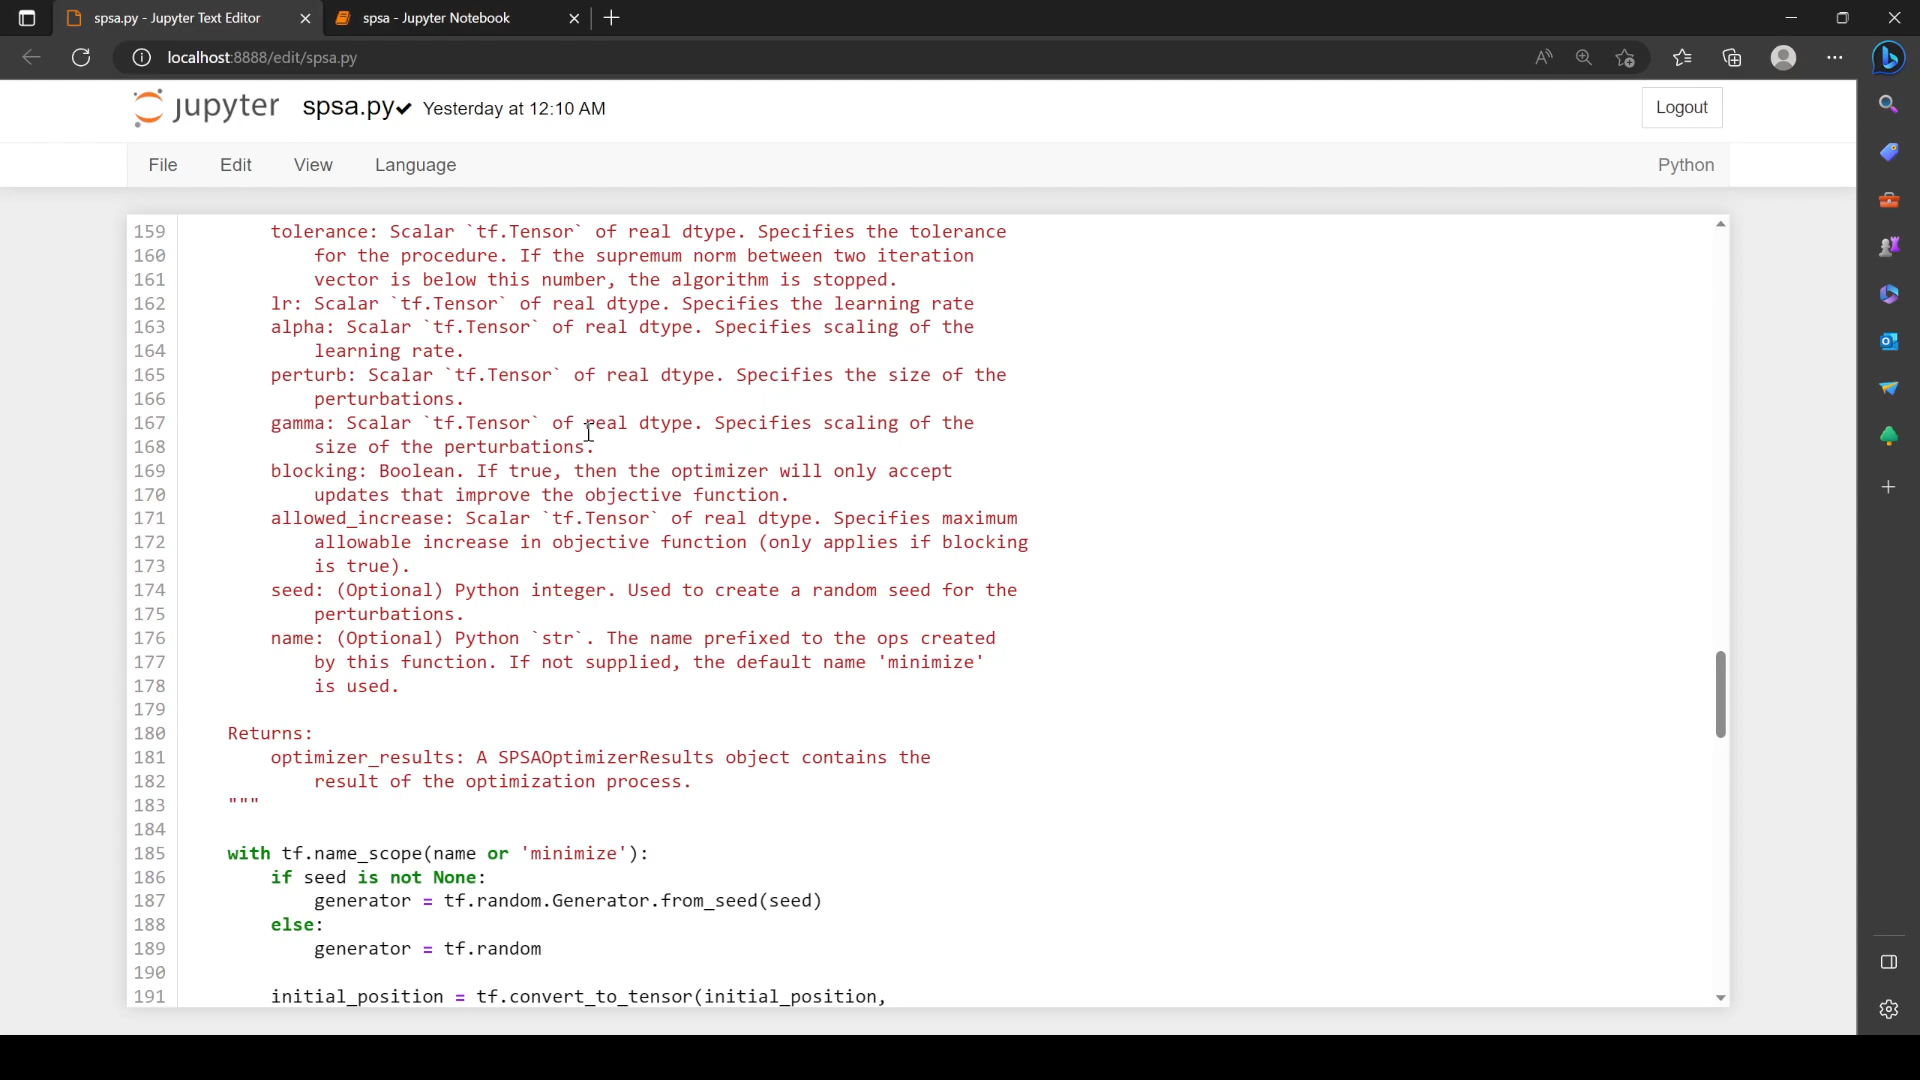 spsa.py - Jupyter Text Editor
spsa - Jupyter Notebook
localhost:8888/edit/spsa.py
jupyter spsa.py✔ Yesterday at 12:10 AM
Logout
File Edit View Language Python
159 tolerance: Scalar `tf.Tensor` of real dtype. Specifies the tolerance
160 for the procedure. If the supremum norm between two iteration
161 vector is below this number, the algorithm is stopped.
162 lr: Scalar `tf.Tensor` of real dtype. Specifies the learning rate
163 alpha: Scalar `tf.Tensor` of real dtype. Specifies scaling of the
164 learning rate.
165 perturb: Scalar `tf.Tensor` of real dtype. Specifies the size of the
166 perturbations.
167 gamma: Scalar `tf.Tensor` of real dtype. Specifies scaling of the
168 size of the perturbations.
169 blocking: Boolean. If true, then the optimizer will only accept
170 updates that improve the objective function.
171 allowed_increase: Scalar `tf.Tensor` of real dtype. Specifies maximum
172 allowable increase in objective function (only applies if blocking
173 is true).
174 seed: (Optional) Python integer. Used to create a random seed for the
175 perturbations.
176 name: (Optional) Python `str`. The name prefixed to the ops created
177 by this function. If not supplied, the default name 'minimize'
178 is used.
179
180 Returns:
181 optimizer_results: A SPSAOptimizerResults object contains the
182 result of the optimization process.
183 """
184
185 with tf.name_scope(name or 'minimize'):
186 if seed is not None:
187 generator = tf.random.Generator.from_seed(seed)
188 else:
189 generator = tf.random
190
191 initial_position = tf.convert_to_tensor(initial_position,